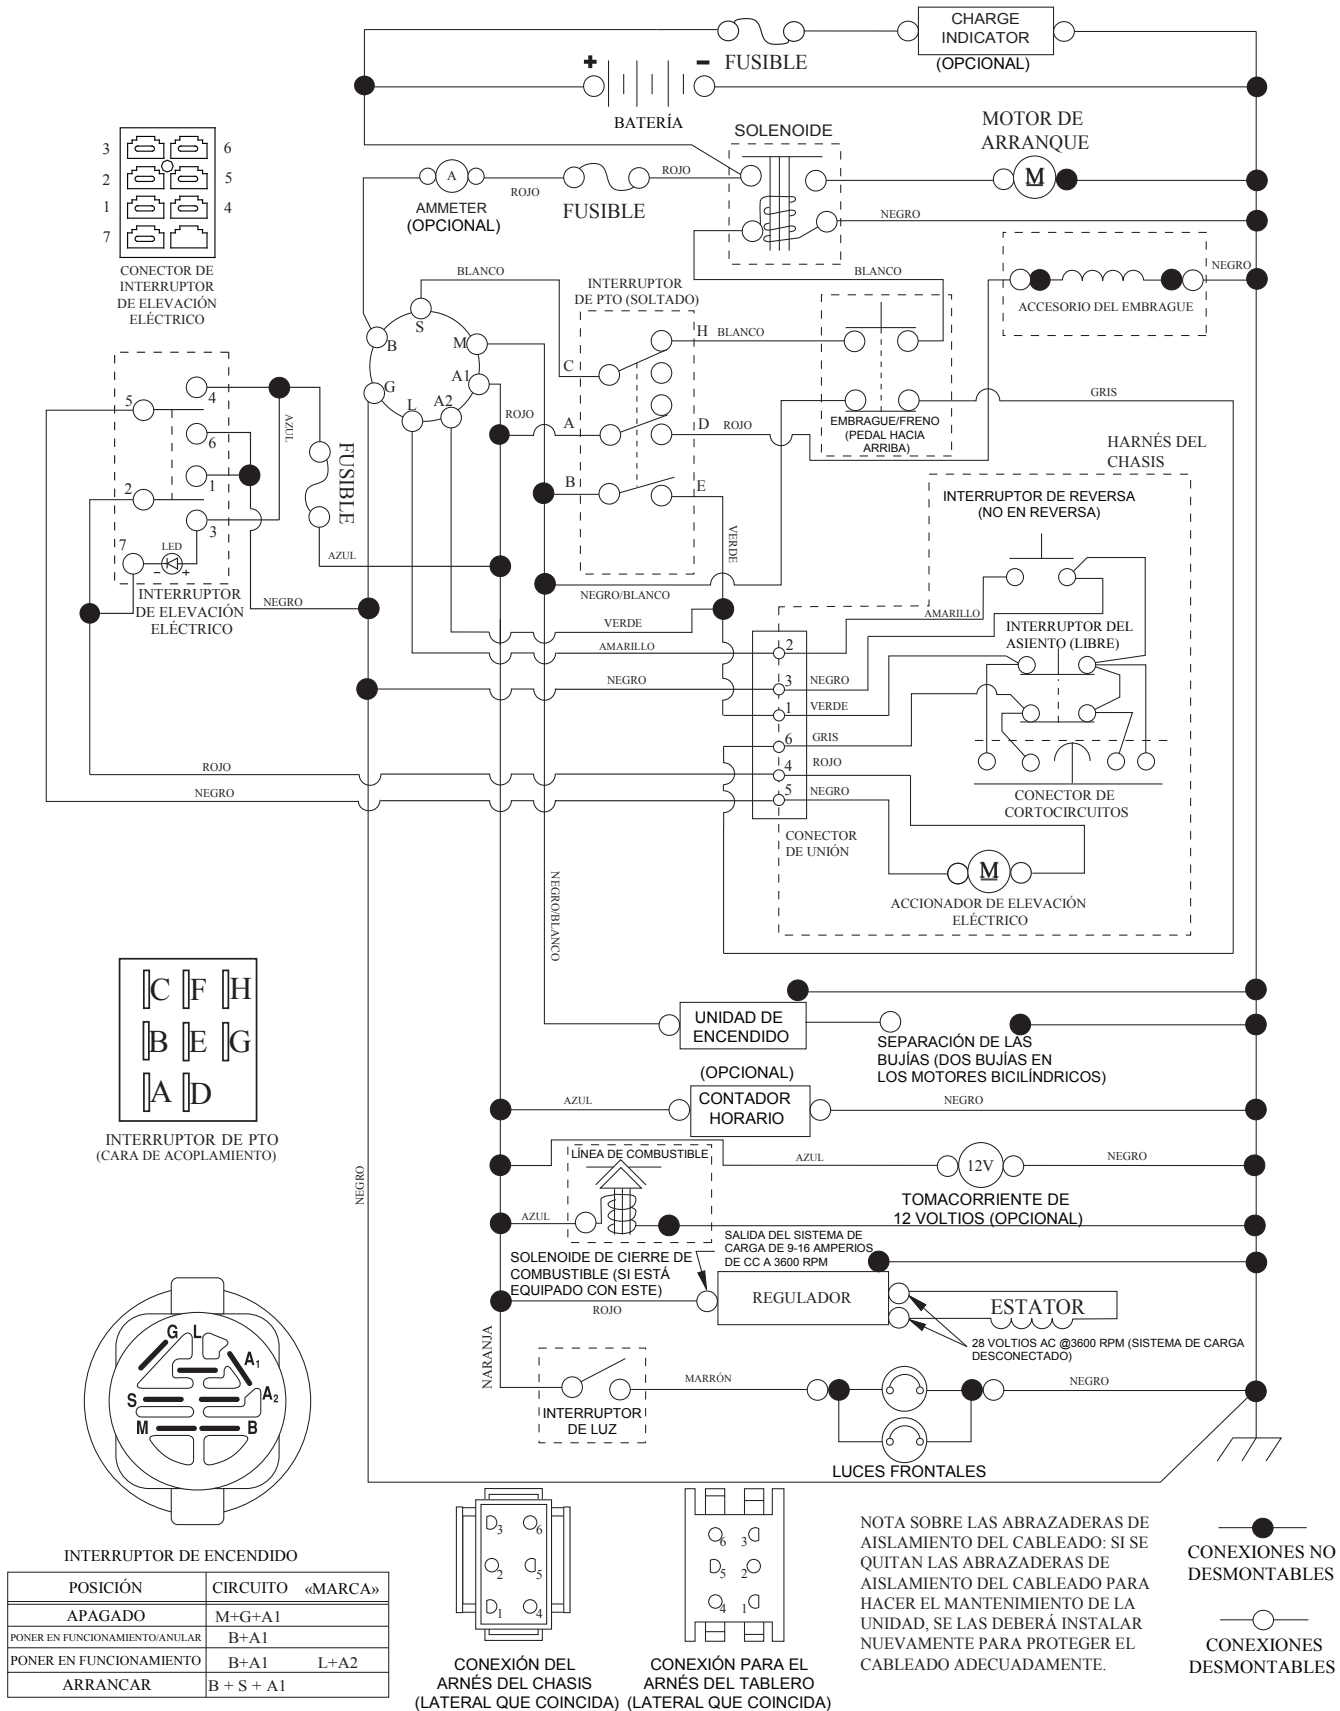 CHARGE
INDICATOR
(OPCIONAL)
FUSIBLE
+
−
BATERÍA
SOLENOIDE
MOTOR DE
ARRANQUE
M
3
6
2
5
1
4
7
CONECTOR DE
INTERRUPTOR
DE ELEVACIÓN
ELÉCTRICO
A
AMMETER
(OPCIONAL)
ROJO
FUSIBLE
ROJO
NEGRO
BLANCO
INTERRUPTOR
DE PTO (SOLTADO)
BLANCO
NEGRO
ACCESORIO DEL EMBRAGUE
S
B
M
G
A1
L
A2
H
BLANCO
C
ROJO
A
D
ROJO
B
E
EMBRAGUE/FRENO
(PEDAL HACIA
ARRIBA)
GRIS
HARNÉS DEL
CHASIS
5
4
6
1
2
3
7
LED
−
+
AZUL
FUSIBLE
AZUL
INTERRUPTOR
DE ELEVACIÓN
ELÉCTRICO
NEGRO
NEGRO/BLANCO
VERDE
VERDE
AMARILLO
NEGRO
INTERRUPTOR DE REVERSA
(NO EN REVERSA)
AMARILLO
INTERRUPTOR DEL
ASIENTO (LIBRE)
2
3
NEGRO
1
VERDE
6
GRIS
4
ROJO
5
NEGRO
ROJO
NEGRO
CONECTOR DE
CORTOCIRCUITOS
CONECTOR
DE UNIÓN
M
ACCIONADOR DE ELEVACIÓN
ELÉCTRICO
NEGRO/BLANCO
C F H
B E G
A D
INTERRUPTOR DE PTO
(CARA DE ACOPLAMIENTO)
UNIDAD DE
ENCENDIDO
SEPARACIÓN DE LAS
BUJÍAS (DOS BUJÍAS EN
LOS MOTORES BICILÍNDRICOS)
(OPCIONAL)
CONTADOR
HORARIO
AZUL
NEGRO
NEGRO
LÍNEA DE COMBUSTIBLE
AZUL
12V
NEGRO
TOMACORRIENTE DE
12 VOLTIOS (OPCIONAL)
AZUL
SOLENOIDE DE CIERRE DE
COMBUSTIBLE (SI ESTÁ
EQUIPADO CON ESTE)
SALIDA DEL SISTEMA DE
CARGA DE 9-16 AMPERIOS
DE CC A 3600 RPM
ROJO
REGULADOR
ESTATOR
28 VOLTIOS AC @3600 RPM (SISTEMA DE CARGA
DESCONECTADO)
NARANJA
INTERRUPTOR
DE LUZ
MARRÓN
NEGRO
LUCES FRONTALES
G
L
A1
S
A2
M
B
INTERRUPTOR DE ENCENDIDO
POSICIÓN CIRCUITO «MARCA»
APAGADO M+G+A1
PONER EN FUNCIONAMIENTO/ANULAR B+A1
PONER EN FUNCIONAMIENTO B+A1 L+A2
ARRANCAR B + S + A1
3 6
2 5
1 4
CONEXIÓN DEL
ARNÉS DEL CHASIS
(LATERAL QUE COINCIDA)
6 3
5 2
4 1
CONEXIÓN PARA EL
ARNÉS DEL TABLERO
(LATERAL QUE COINCIDA)
NOTA SOBRE LAS ABRAZADERAS DE
AISLAMIENTO DEL CABLEADO: SI SE
QUITAN LAS ABRAZADERAS DE
AISLAMIENTO DEL CABLEADO PARA
HACER EL MANTENIMIENTO DE LA
UNIDAD, SE LAS DEBERÁ INSTALAR
NUEVAMENTE PARA PROTEGER EL
CABLEADO ADECUADAMENTE.
CONEXIONES NO
DESMONTABLES
CONEXIONES
DESMONTABLES